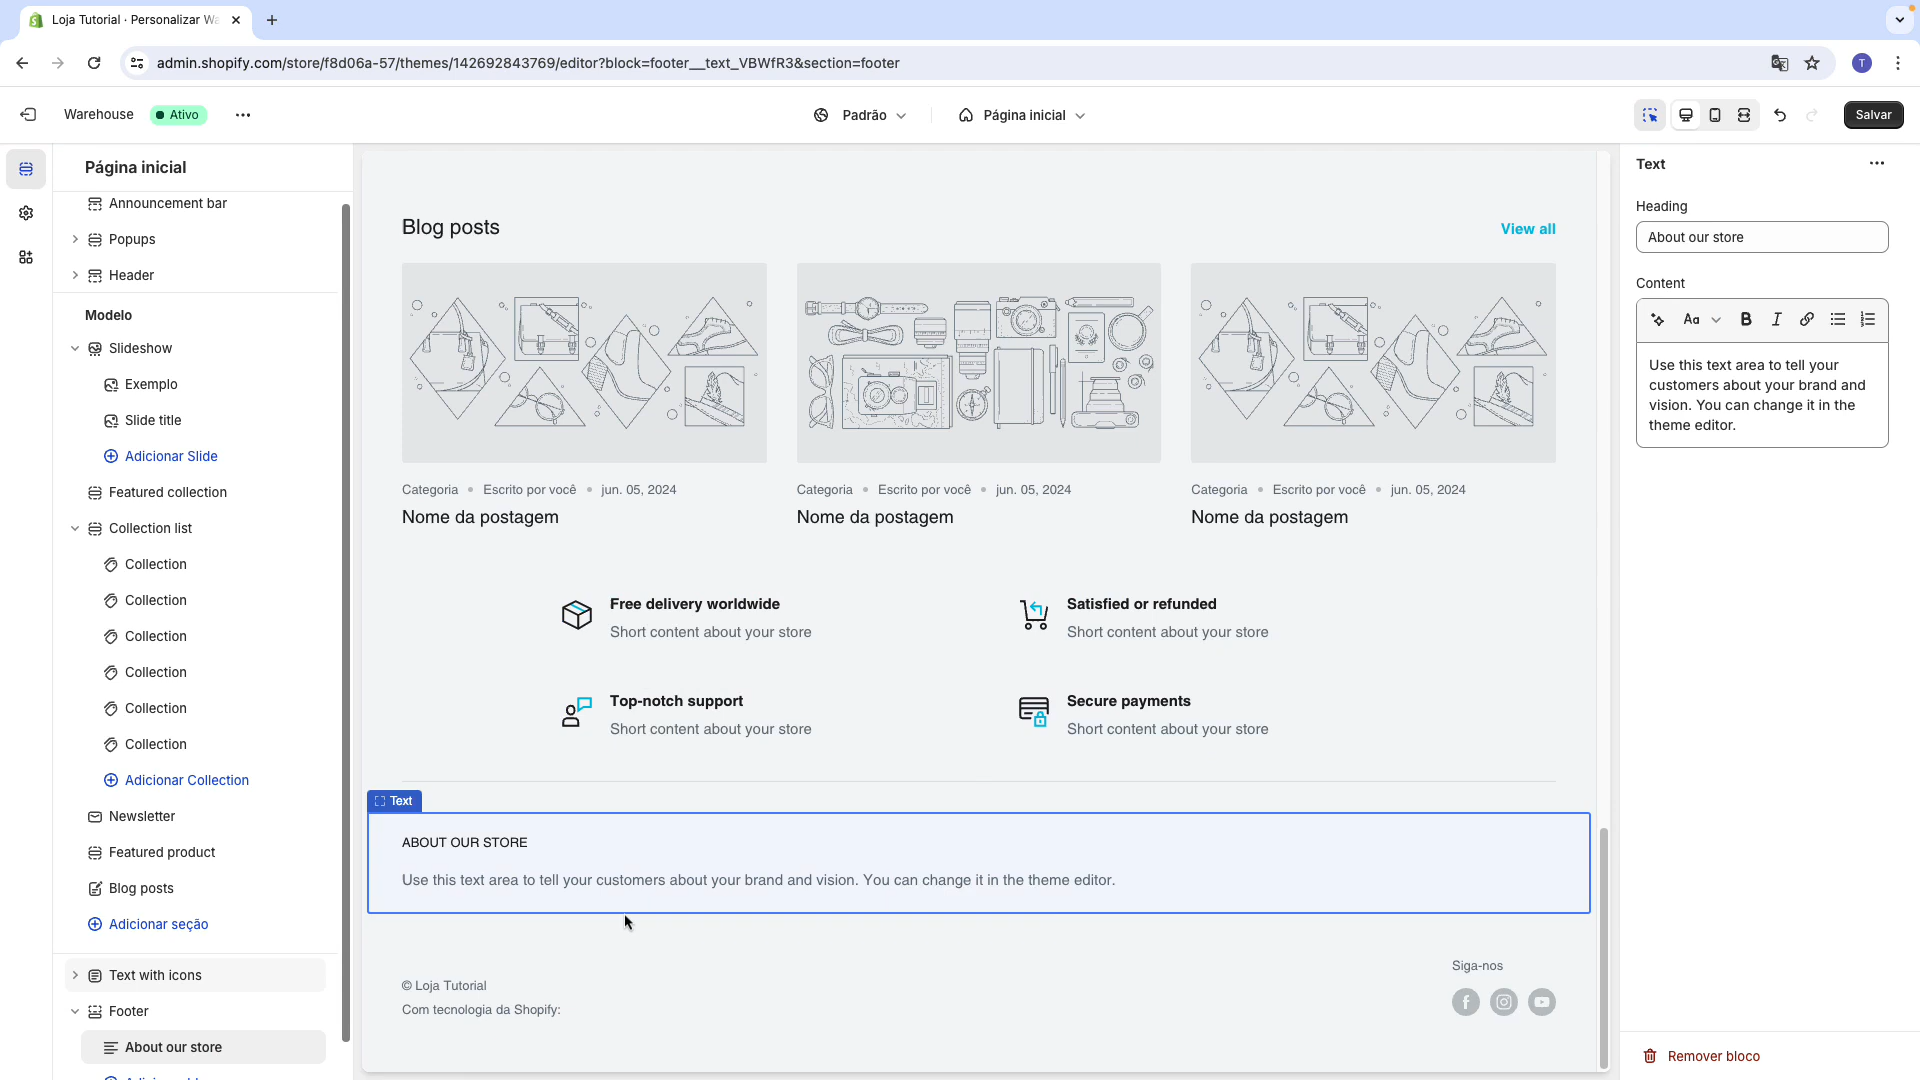 Loja Tutorial · Personalizar Wa
admin.shopify.com/store/f8d06a-57/themes/142692843769/editor?block=footer__text_VBWfR3&section=footer
T
Warehouse
Ativo
Padrão
Página inicial
Salvar
Página inicial
Announcement bar
Popups
Header
Modelo
Slideshow
Exemplo
Slide title
Adicionar Slide
Featured collection
Collection list
Collection
Collection
Collection
Collection
Collection
Collection
Adicionar Collection
Newsletter
Featured product
Blog posts
Adicionar seção
Text with icons
Footer
About our store
Blog posts
View all
Categoria • Escrito por você • jun. 05, 2024
Nome da postagem
Categoria • Escrito por você • jun. 05, 2024
Nome da postagem
Categoria • Escrito por você • jun. 05, 2024
Nome da postagem
Free delivery worldwide
Short content about your store
Satisfied or refunded
Short content about your store
Top-notch support
Short content about your store
Secure payments
Short content about your store
Text
ABOUT OUR STORE
Use this text area to tell your customers about your brand and vision. You can change it in the theme editor.
© Loja Tutorial
Com tecnologia da Shopify:
Siga-nos
Text
Heading
About our store
Content
Aa
B
I
Use this text area to tell your
customers about your brand and
vision. You can change it in the
theme editor.
Remover bloco